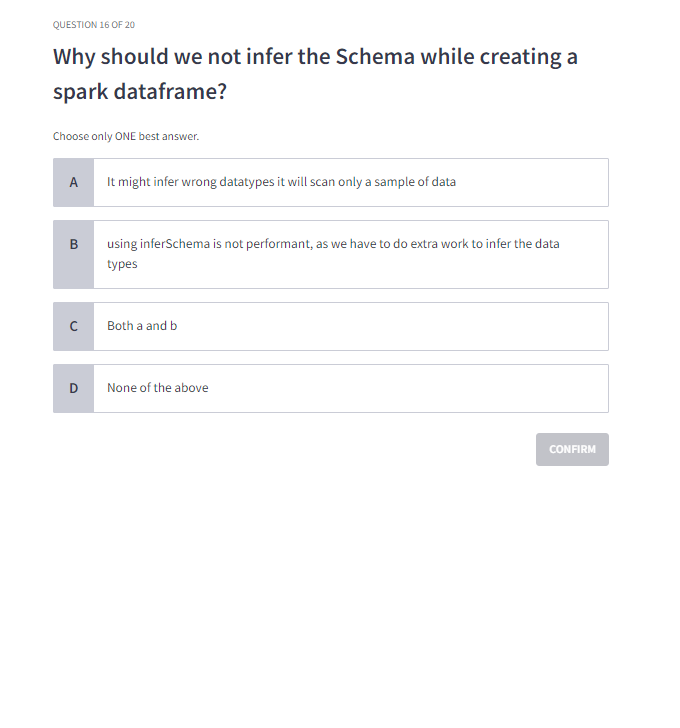 QUESTION 16 OF 20
Why should we not infer the Schema while creating a
spark dataframe?
Choose only ONE best answer.
A
It might infer wrong datatypes it will scan only a sample of data
B
using inferSchema is not performant, as we have to do extra work to infer the data
types
C
Both a and b
D
None of the above
CONFIRM